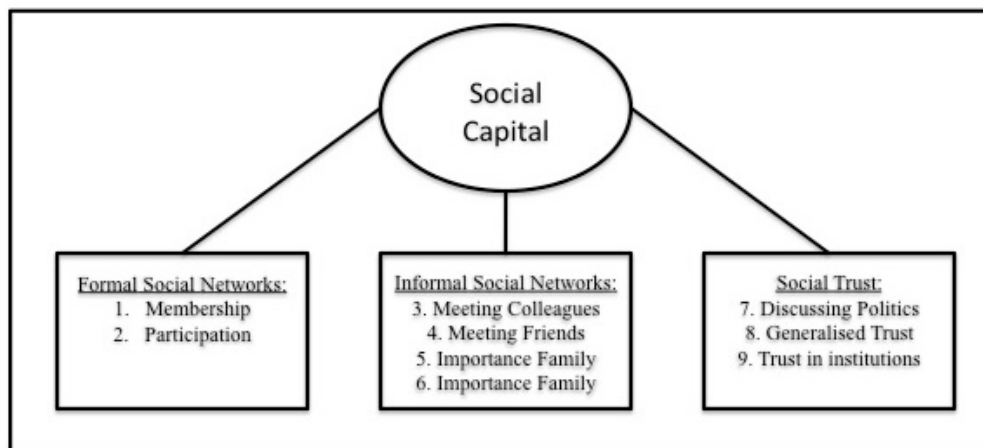 Social
Capital
Formal Social Networks:
1. Membership
2. Participation
Informal Social Networks:
3. Meeting Colleagues
4. Meeting Friends
5. Importance Family
6. Importance Family
Social Trust:
7. Discussing Politics
8. Generalised Trust
9. Trust in institutions